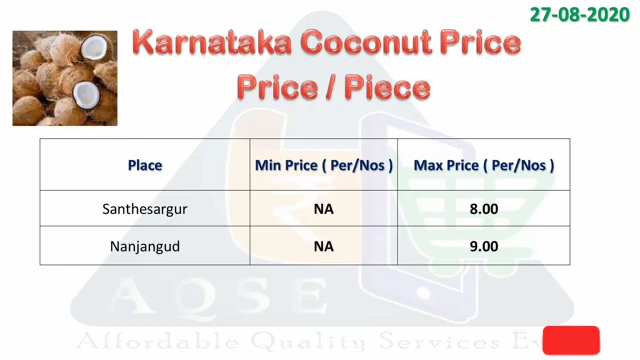 27-08-2020
Karnataka Coconut Price
Price / Piece
Place Min Price ( Per/Nos ) Max Price ( Per/Nos )
Santhesargur NA 8.00
Nanjangud NA 9.00
AQSE
Affordable Quality Services